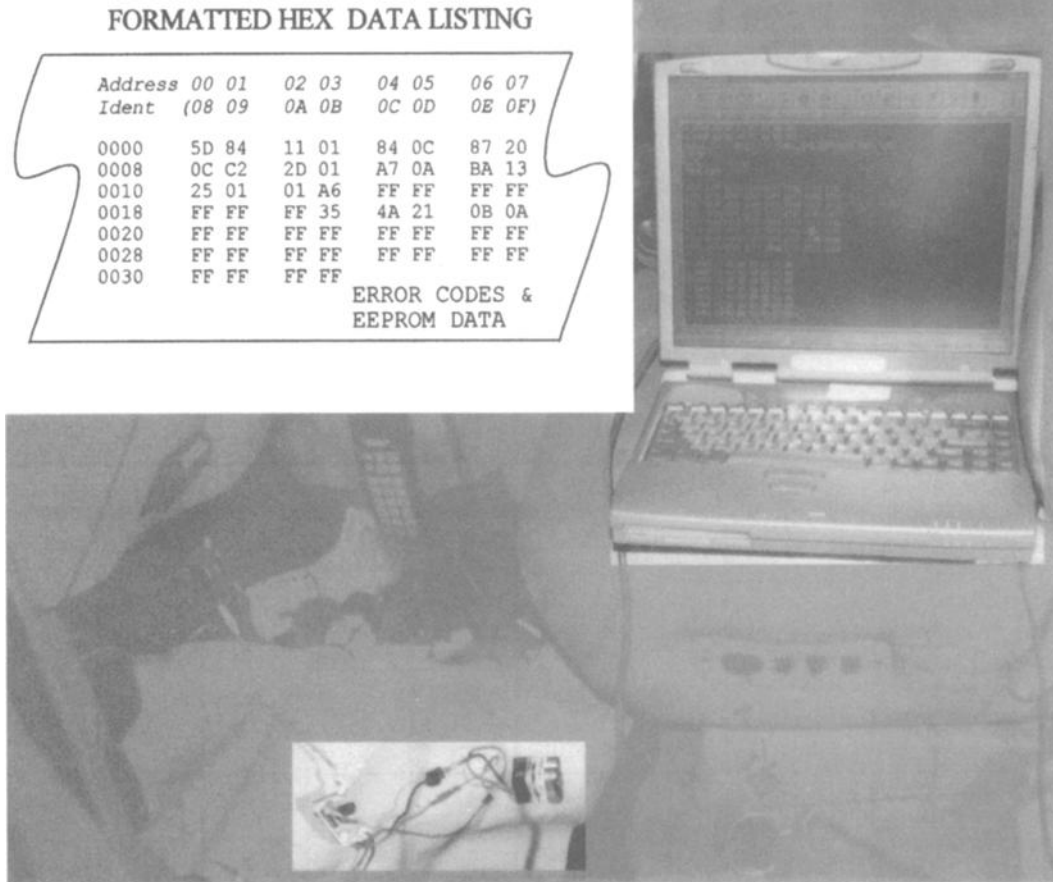 FORMATTED HEX DATA LISTING
Address 00 01 02 03 04 05 06 07
Ident (08 09 0A 0B 0C 0D 0E 0F)
0000 5D 84 11 01 84 0C 87 20
0008 0C C2 2D 01 A7 0A BA 13
0010 25 01 01 A6 FF FF FF FF
0018 FF FF FF 35 4A 21 0B 0A
0020 FF FF FF FF FF FF FF FF
0028 FF FF FF FF FF FF FF FF
0030 FF FF FF FF
ERROR CODES &
EEPROM DATA